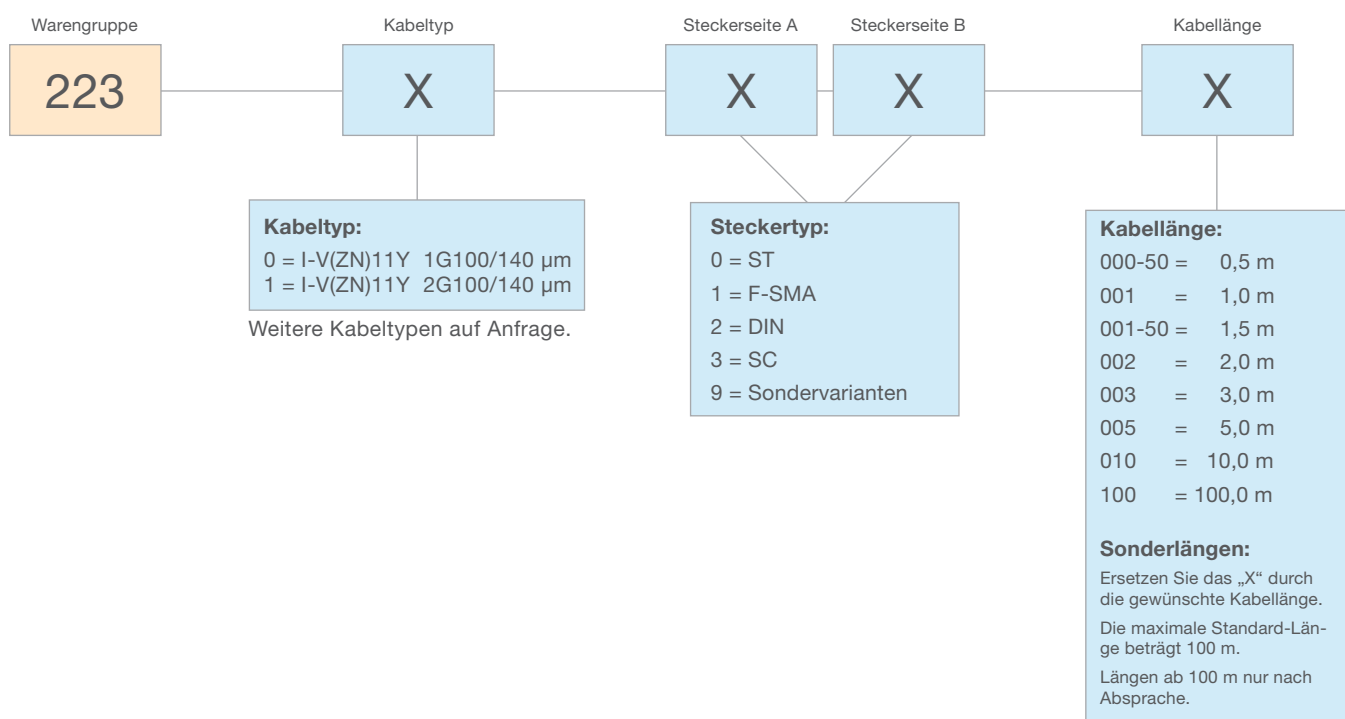 Warengruppe
Kabeltyp
Steckerseite A
Steckerseite B
Kabellänge
223
X
X
X
X
Kabeltyp:
0 = I-V(ZN)11Y 1G100/140 µm
1 = I-V(ZN)11Y 2G100/140 µm
Weitere Kabeltypen auf Anfrage.
Steckertyp:
0 = ST
1 = F-SMA
2 = DIN
3 = SC
9 = Sondervarianten
Kabellänge:
000-50 = 0,5 m
001 = 1,0 m
001-50 = 1,5 m
002 = 2,0 m
003 = 3,0 m
005 = 5,0 m
010 = 10,0 m
100 = 100,0 m
Sonderlängen:
Ersetzen Sie das „X“ durch
die gewünschte Kabellänge.
Die maximale Standard-Län-
ge beträgt 100 m.
Längen ab 100 m nur nach
Absprache.